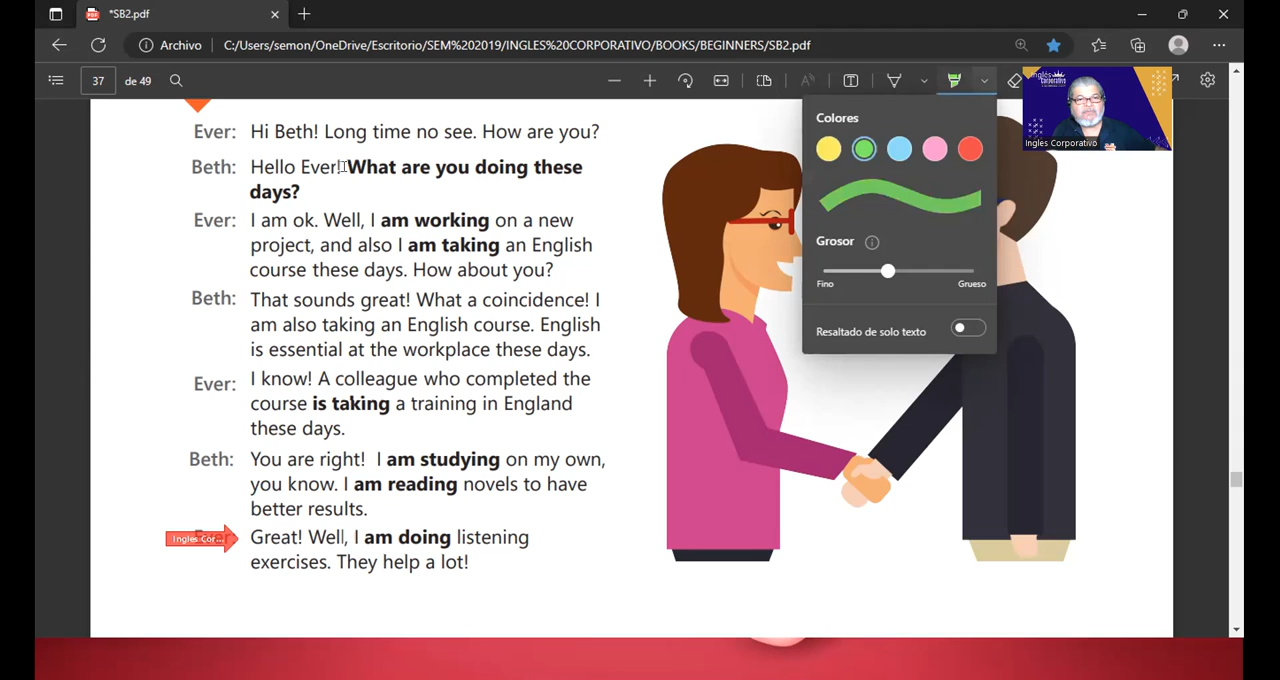 *SB2.pdf
Archivo
C:/Users/semon/OneDrive/Escritorio/SEM%202019/INGLES%20CORPORATIVO/BOOKS/BEGINNERS/SB2.pdf
37 de 49
Inglés Corporativo
Ingles Corporativo
Colores
Grosor
Fino Grueso
Resaltado de solo texto
Ever: Hi Beth! Long time no see. How are you?
Beth: Hello Ever! What are you doing these
days?
Ever: I am ok. Well, I am working on a new
project, and also I am taking an English
course these days. How about you?
Beth: That sounds great! What a coincidence! I
am also taking an English course. English
is essential at the workplace these days.
Ever: I know! A colleague who completed the
course is taking a training in England
these days.
Beth: You are right! I am studying on my own,
you know. I am reading novels to have
better results.
Ingles Cor...
Ever Great! Well, I am doing listening
exercises. They help a lot!